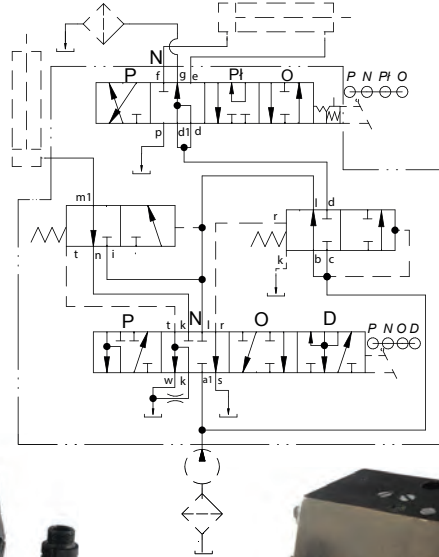 N
P f g e Pł O
P N Pł O
p d1 d
m1
l d
r
t n i
k b c
P t k N l r O D
P N O D
w k a1 s